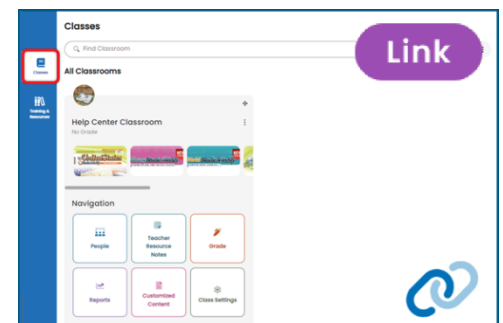 Classes
Find Classroom
Link
Classes
All Classrooms
Training &
Resources
Help Center Classroom
No Grade
Navigation
People
Teacher
Resource
Notes
Grade
Reports
Customized
Content
Class Settings